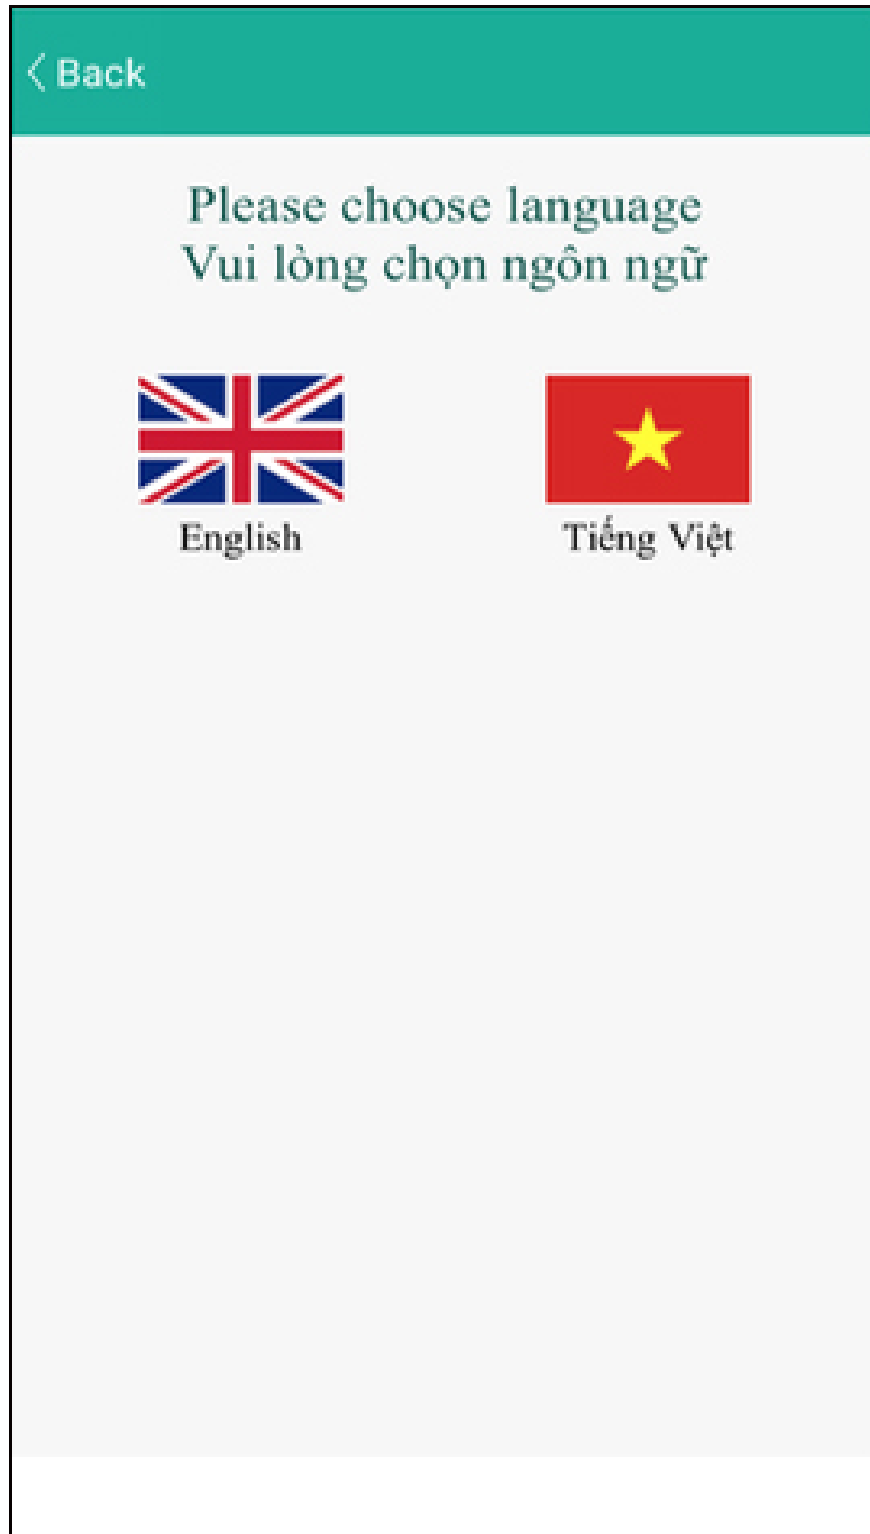 Back
Please choose language
Vui lòng chọn ngôn ngữ
English
Tiếng Việt